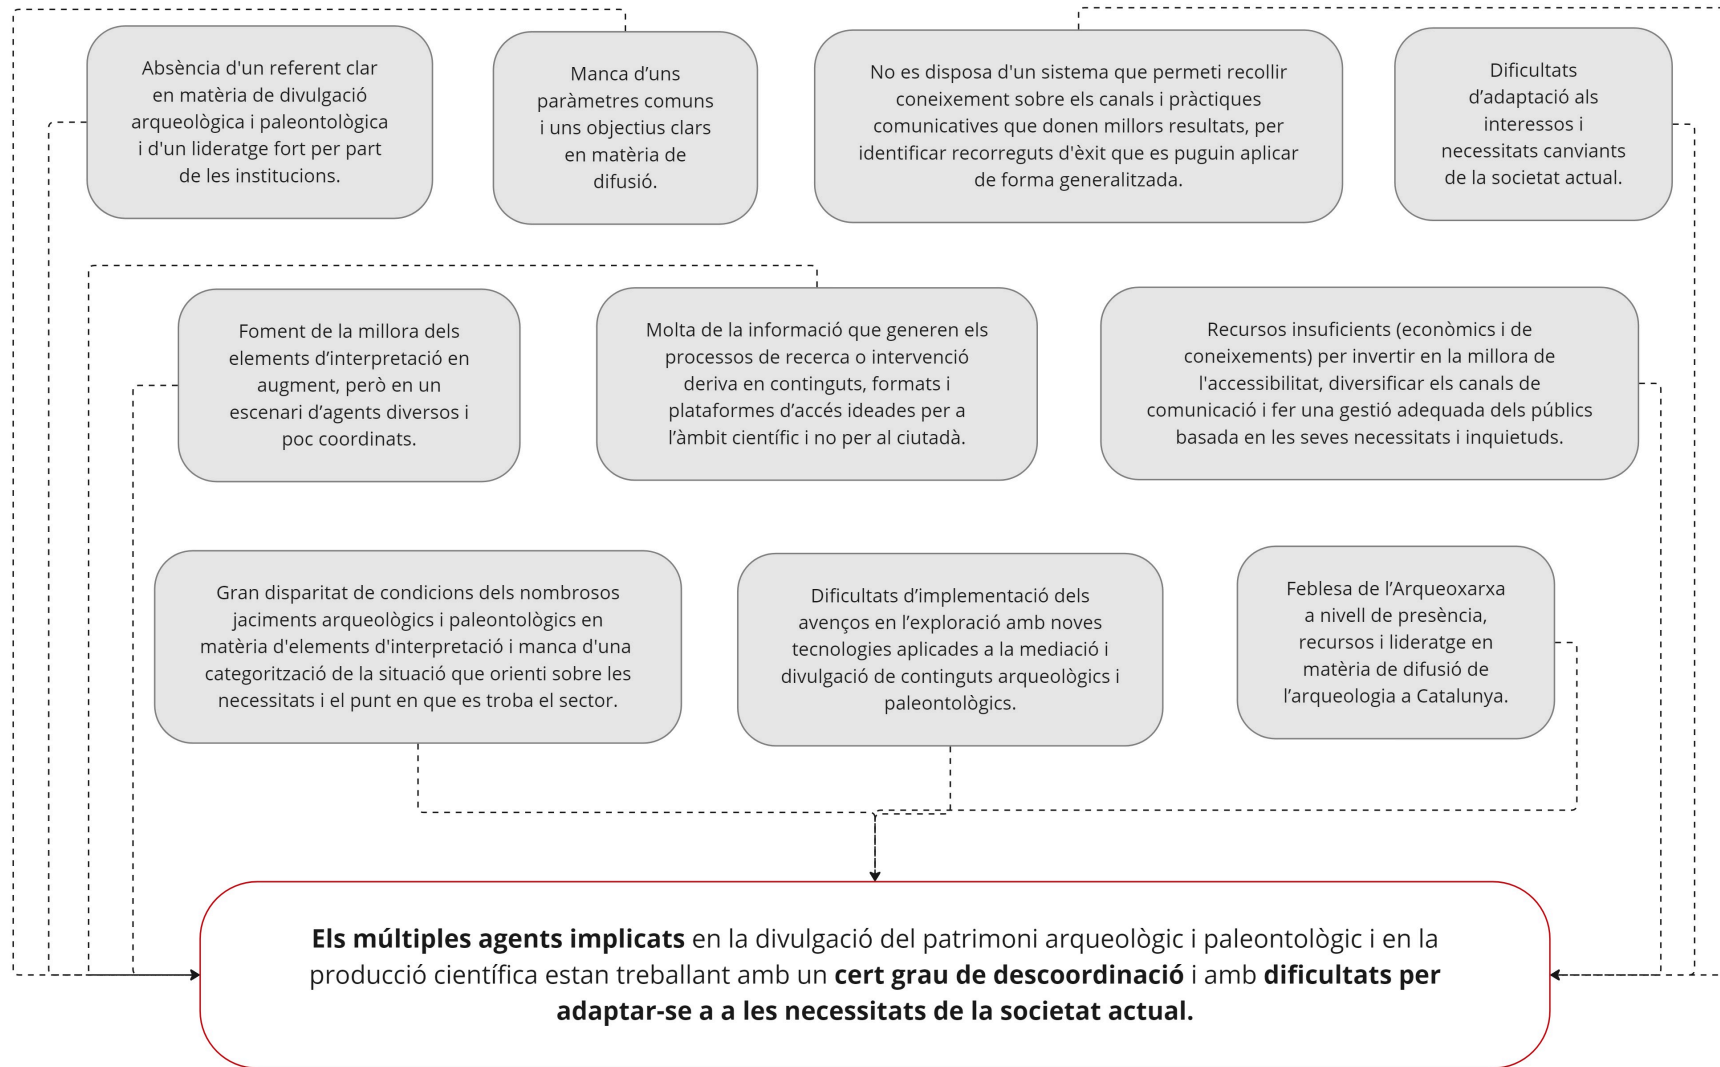 Absència d'un referent clar
en matèria de divulgació
arqueològica i paleontològica
i d'un lideratge fort per part
de les institucions.
Manca d’uns
paràmetres comuns
i uns objectius clars
en matèria de
difusió.
No es disposa d'un sistema que permeti recollir
coneixement sobre els canals i pràctiques
comunicatives que donen millors resultats, per
identificar recorreguts d'èxit que es puguin aplicar
de forma generalitzada.
Dificultats
d’adaptació als
interessos i
necessitats canviants
de la societat actual.
Foment de la millora dels
elements d’interpretació en
augment, però en un
escenari d’agents diversos i
poc coordinats.
Molta de la informació que generen els
processos de recerca o intervenció
deriva en continguts, formats i
plataformes d’accés ideades per a
l’àmbit científic i no per al ciutadà.
Recursos insuficients (econòmics i de
coneixements) per invertir en la millora de
l'accessibilitat, diversificar els canals de
comunicació i fer una gestió adequada dels públics
basada en les seves necessitats i inquietuds.
Gran disparitat de condicions dels nombrosos
jaciments arqueològics i paleontològics en
matèria d'elements d'interpretació i manca d'una
categorització de la situació que orienti sobre les
necessitats i el punt en que es troba el sector.
Dificultats d’implementació dels
avenços en l’exploració amb noves
tecnologies aplicades a la mediació i
divulgació de continguts arqueològics i
paleontològics.
Feblesa de l’Arqueoxarxa
a nivell de presència,
recursos i lideratge en
matèria de difusió de
l’arqueologia a Catalunya.
Els múltiples agents implicats en la divulgació del patrimoni arqueològic i paleontològic i en la
producció científica estan treballant amb un cert grau de descoordinació i amb dificultats per
adaptar-se a a les necessitats de la societat actual.